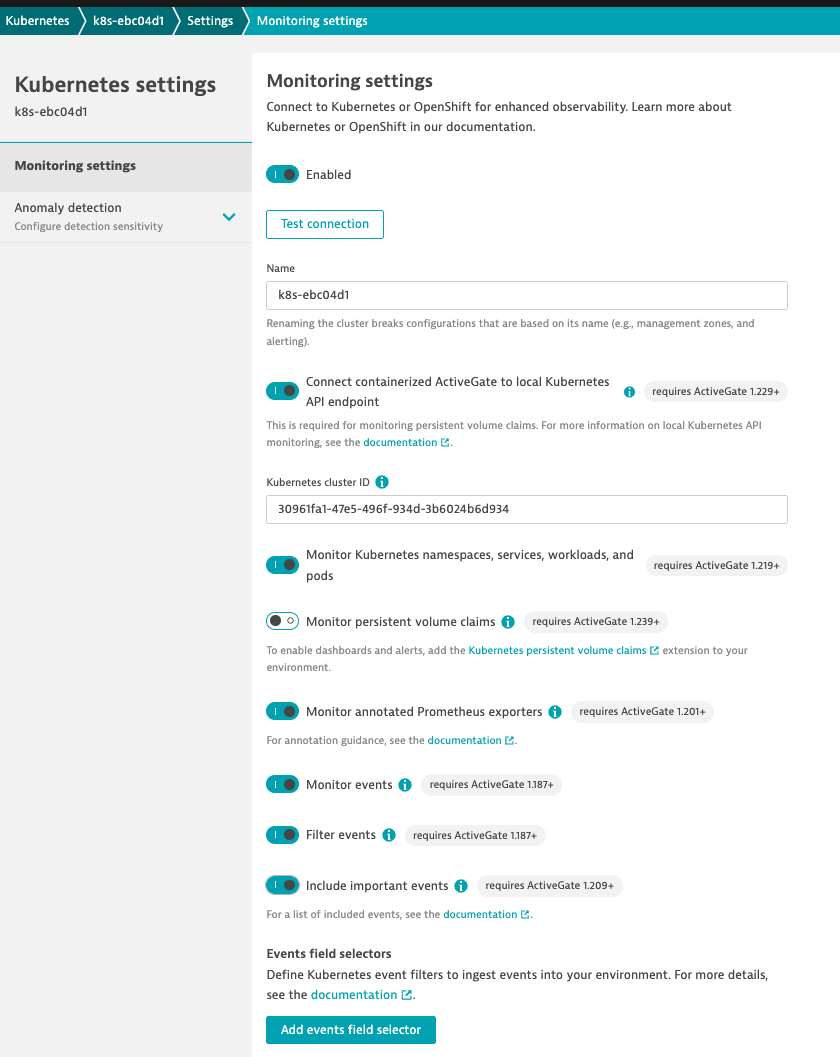 Kubernetes
k8s-ebc04d1
Settings
Monitoring settings
Kubernetes settings
k8s-ebc04d1
Monitoring settings
Anomaly detection
Configure detection sensitivity
Monitoring settings
Connect to Kubernetes or OpenShift for enhanced observability. Learn more about
Kubernetes or OpenShift in our documentation.
Enabled
Test connection
Name
k8s-ebc04d1
Renaming the cluster breaks configurations that are based on its name (e.g., management zones, and
alerting).
Connect containerized ActiveGate to local Kubernetes
API endpoint
requires ActiveGate 1.229+
This is required for monitoring persistent volume claims. For more information on local Kubernetes API
monitoring, see the documentation.
Kubernetes cluster ID
30961fa1-47e5-496f-934d-3b6024b6d934
Monitor Kubernetes namespaces, services, workloads, and
pods
requires ActiveGate 1.219+
Monitor persistent volume claims
requires ActiveGate 1.239+
To enable dashboards and alerts, add the Kubernetes persistent volume claims extension to your
environment.
Monitor annotated Prometheus exporters
requires ActiveGate 1.201+
For annotation guidance, see the documentation.
Monitor events
requires ActiveGate 1.187+
Filter events
requires ActiveGate 1.187+
Include important events
requires ActiveGate 1.209+
For a list of included events, see the documentation.
Events field selectors
Define Kubernetes event filters to ingest events into your environment. For more details,
see the documentation.
Add events field selector